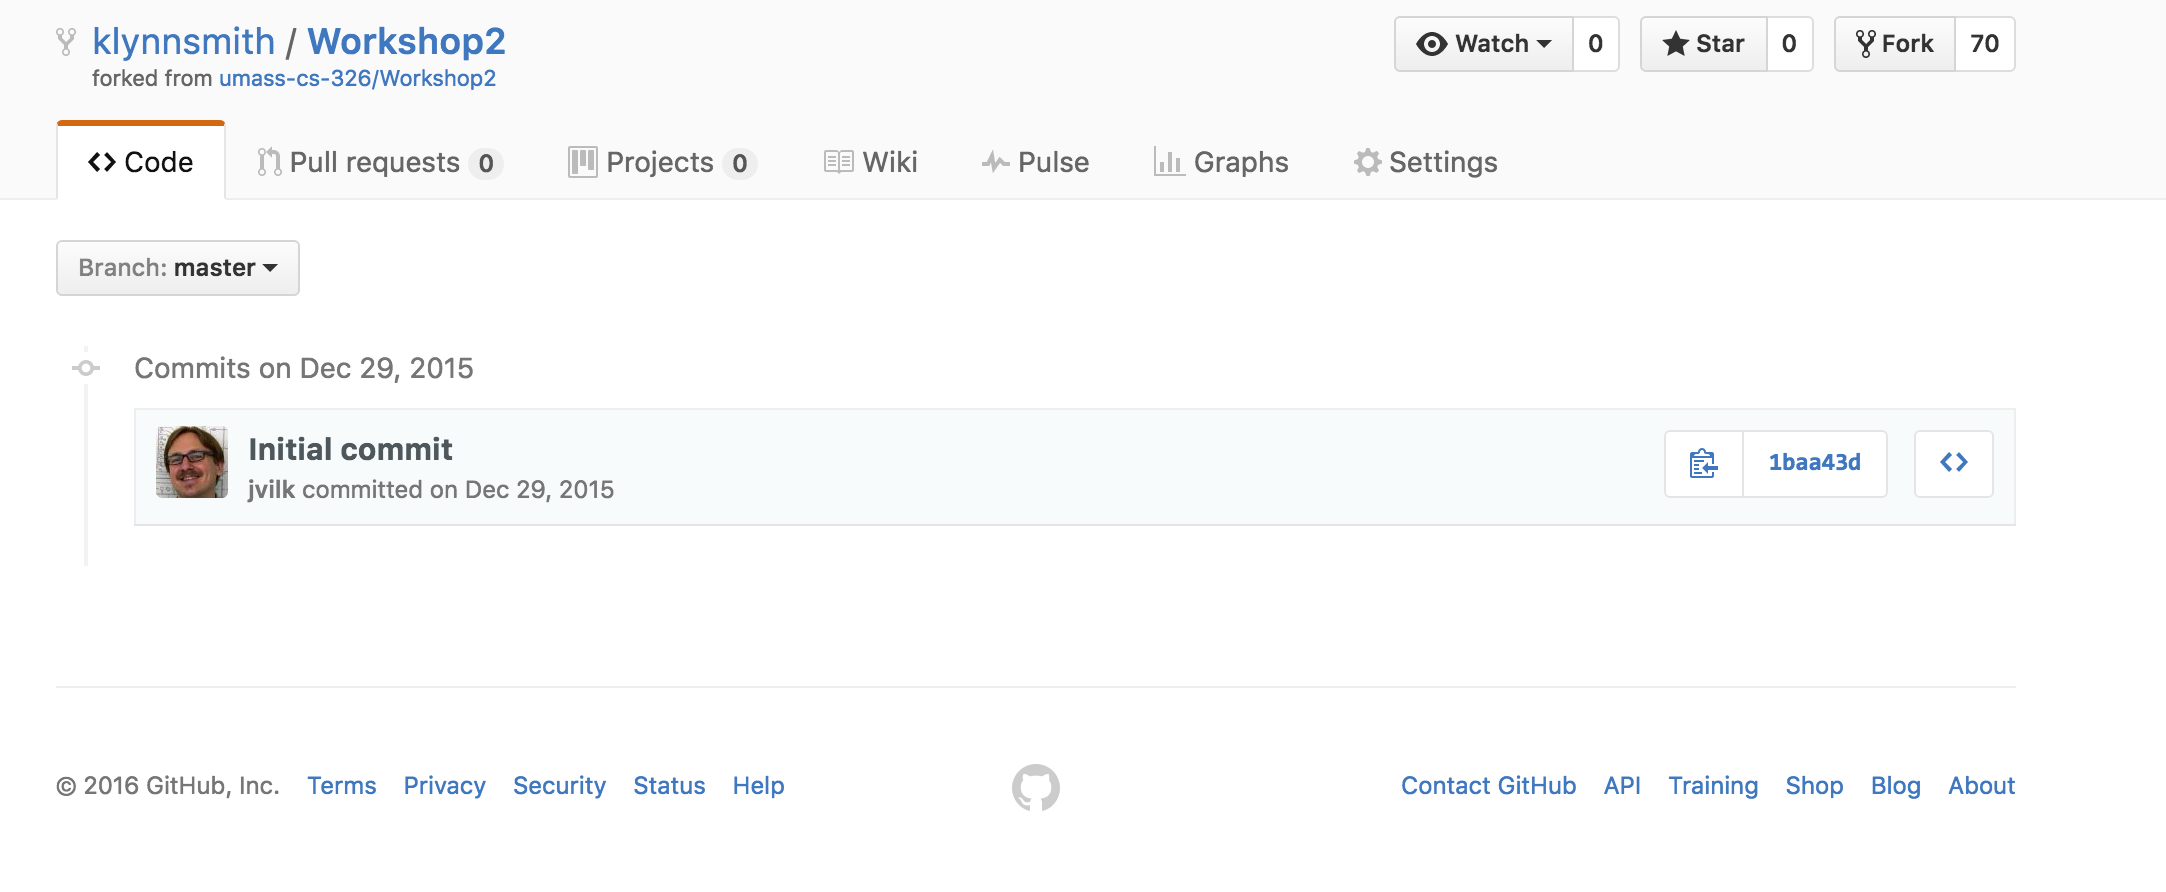 klynnsmith / Workshop2
forked from umass-cs-326/Workshop2
Watch 0 Star 0 Fork 70
Code Pull requests 0 Projects 0 Wiki Pulse Graphs Settings
Branch: master
Commits on Dec 29, 2015
Initial commit
jvilk committed on Dec 29, 2015
1baa43d
© 2016 GitHub, Inc. Terms Privacy Security Status Help
Contact GitHub API Training Shop Blog About